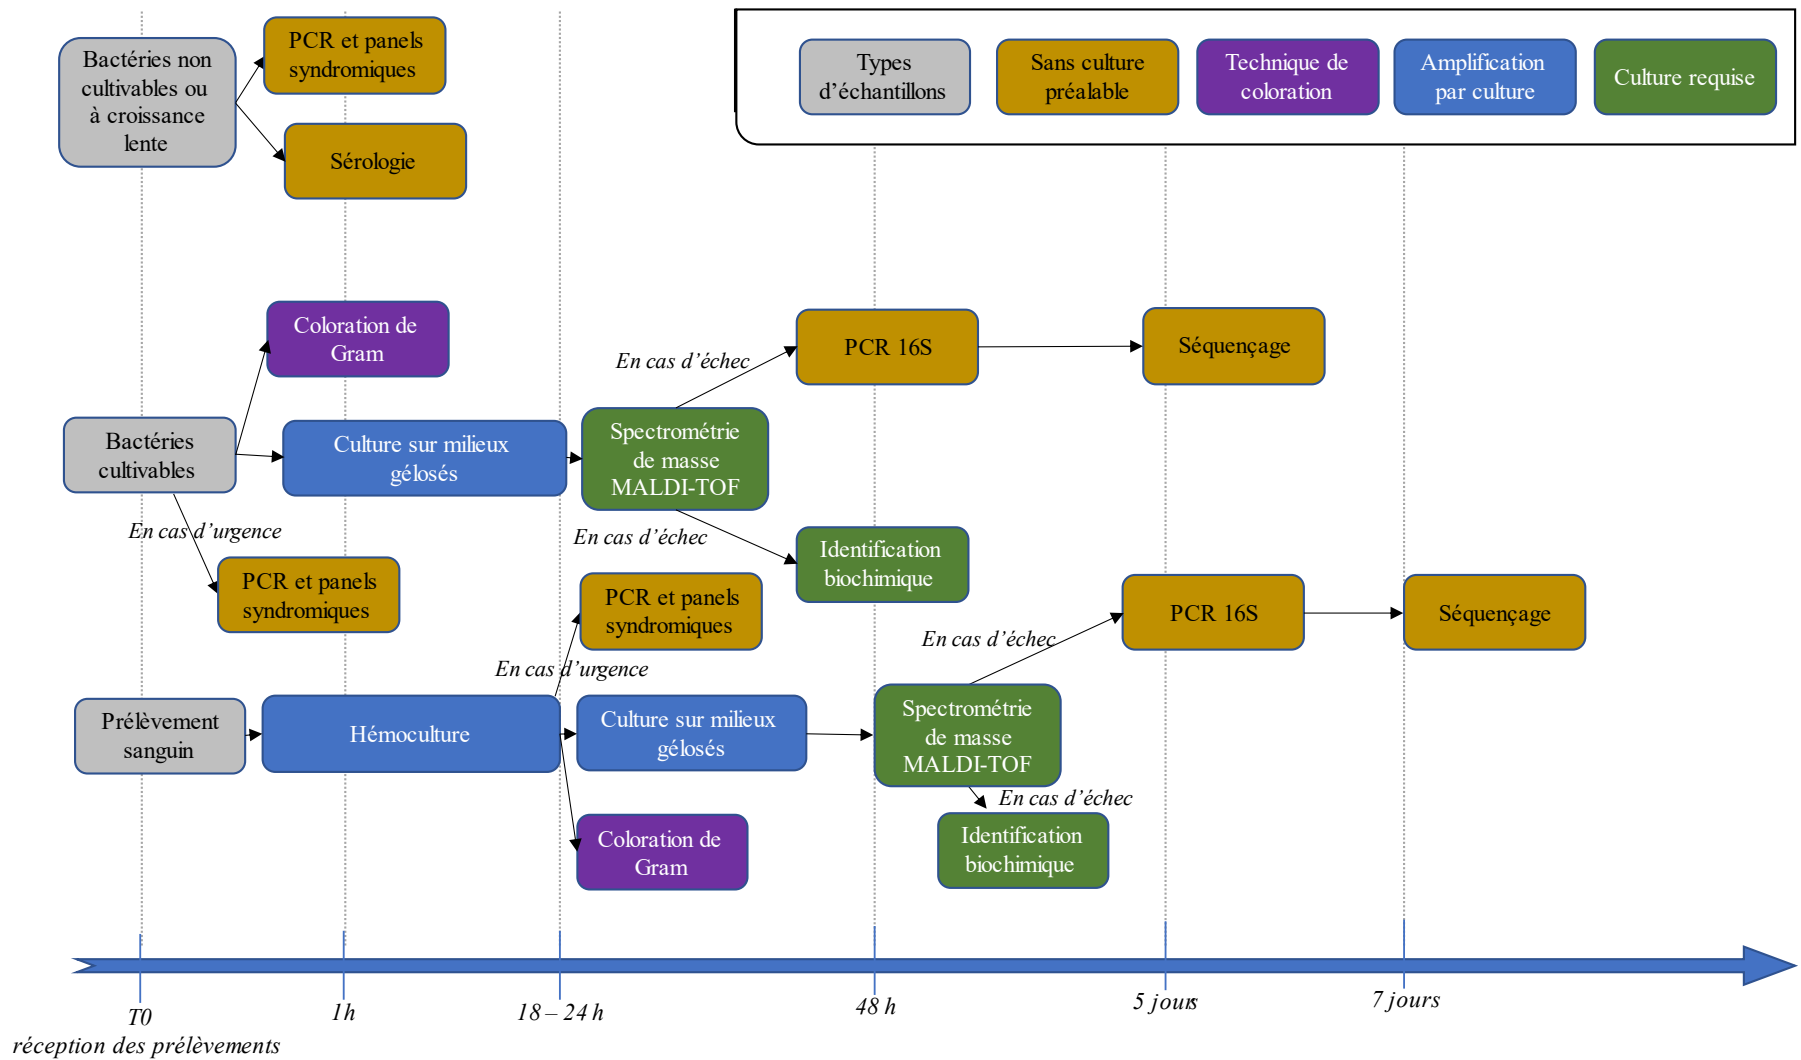 Types
d’échantillons
Sans culture
préalable
Technique de
coloration
Amplification
par culture
Culture requise
Bactéries non
cultivables ou
à croissance
lente
PCR et panels
syndromiques
Sérologie
Coloration de
Gram
Bactéries
cultivables
Culture sur milieux
gélosés
Spectrométrie
de masse
MALDI-TOF
En cas d’échec
PCR 16S
Séquençage
En cas d’échec
Identification
biochimique
En cas d’urgence
PCR et panels
syndromiques
Prélèvement
sanguin
Hémoculture
En cas d’urgence
PCR et panels
syndromiques
Culture sur milieux
gélosés
Coloration de
Gram
Spectrométrie
de masse
MALDI-TOF
En cas d’échec
PCR 16S
Séquençage
En cas d’échec
Identification
biochimique
T0
réception des prélèvements
1h
18 – 24 h
48 h
5 jours
7 jours